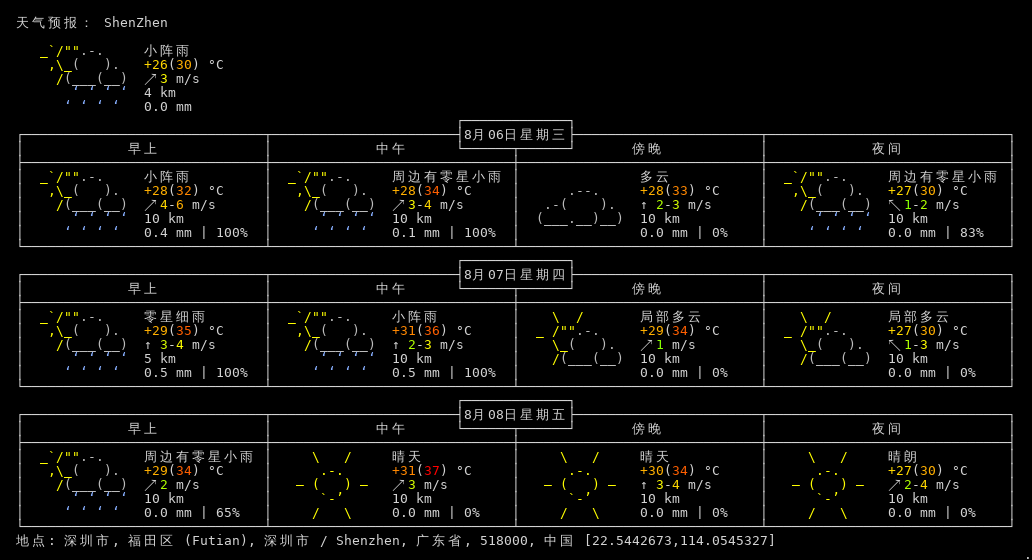 天气预报: ShenZhen
小阵雨
+26(30) °C
↗3 m/s
4 km
0.0 mm
8月06日星期三
早上 中午 傍晚 夜间
小阵雨 周边有零星小雨 多云 周边有零星小雨
+28(32) °C +28(34) °C +28(33) °C +27(30) °C
↗4-6 m/s ↗3-4 m/s ↑ 2-3 m/s ↖1-2 m/s
10 km 10 km 10 km 10 km
0.4 mm | 100% 0.1 mm | 100% 0.0 mm | 0% 0.0 mm | 83%
8月07日星期四
早上 中午 傍晚 夜间
零星细雨 小阵雨 局部多云 局部多云
+29(35) °C +31(36) °C +29(34) °C +27(30) °C
↑ 3-4 m/s ↑ 2-3 m/s ↗1 m/s ↖1-3 m/s
5 km 10 km 10 km 10 km
0.5 mm | 100% 0.5 mm | 100% 0.0 mm | 0% 0.0 mm | 0%
8月08日星期五
早上 中午 傍晚 夜间
周边有零星小雨 晴天 晴天 晴朗
+29(34) °C +31(37) °C +30(34) °C +27(30) °C
↗2 m/s ↗3 m/s ↑ 3-4 m/s ↗2-4 m/s
10 km 10 km 10 km 10 km
0.0 mm | 65% 0.0 mm | 0% 0.0 mm | 0% 0.0 mm | 0%
地点: 深圳市, 福田区 (Futian), 深圳市 / Shenzhen, 广东省, 518000, 中国 [22.5442673,114.0545327]